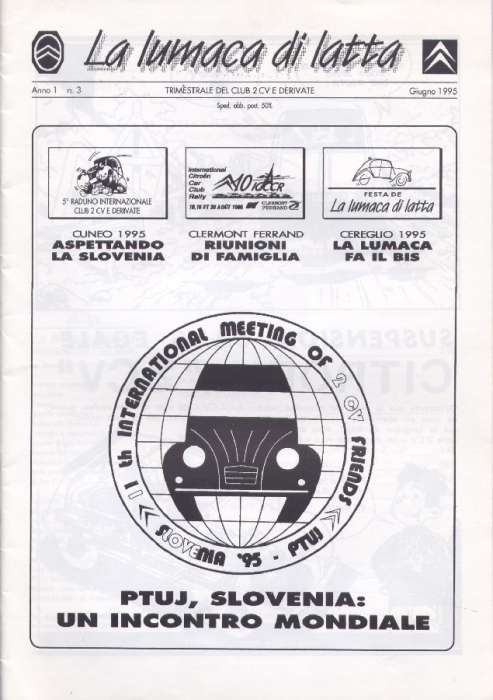 La lumaca di latta
Anno 1 n. 3
TRIMESTRALE DEL CLUB 2 CV E DERIVATE
Giugno 1995
Sped. abb. post. 50%
5° RADUNO INTERNAZIONALE
CLUB 2 CV E DERIVATE
CUNEO 1995
ASPETTANDO
LA SLOVENIA
International
Citroën
Car
Club
Rally
10 ICCCR
CLERMONT
FERRAND
CLERMONT FERRAND
RIUNIONI
DI FAMIGLIA
FESTA DE
La lumaca di latta
CEREGLIO 1995
LA LUMACA
FA IL BIS
11th INTERNATIONAL MEETING OF 2 CV FRIENDS
SLOVENIA '95 - PTUJ
PTUJ, SLOVENIA:
UN INCONTRO MONDIALE